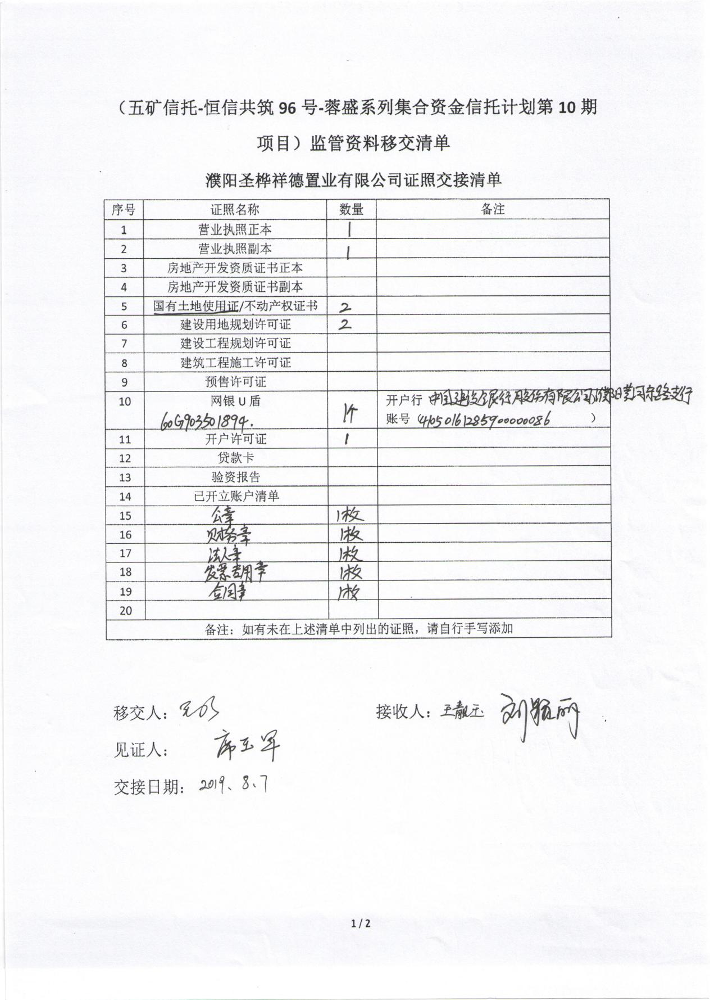 （五矿信托-恒信共筑 96 号-蓉盛系列集合资金信托计划第 10 期
项目）监管资料移交清单
濮阳圣桦祥德置业有限公司证照交接清单
序号 证照名称 数量 备注
1 营业执照正本 1
2 营业执照副本 1
3 房地产开发资质证书正本
4 房地产开发资质证书副本
5 国有土地使用证/不动产权证书 2
6 建设用地规划许可证 2
7 建设工程规划许可证
8 建筑工程施工许可证
9 预售许可证
10 网银 U 盾 1个 开户行（中国建设银行股份有限公司濮阳黄河路支行
60G903501894. 账号（41050161285900000086 ）
11 开户许可证 1
12 贷款卡
13 验资报告
14 已开立账户清单
15 公章 1枚
16 财务章 1枚
17 法人章 1枚
18 发票专用章 1枚
19 合同章 1枚
20
备注：如有未在上述清单中列出的证照，请自行手写添加
移交人： 接收人：王靓玉
见证人：席玉军
交接日期：2019、8、7
1 / 2